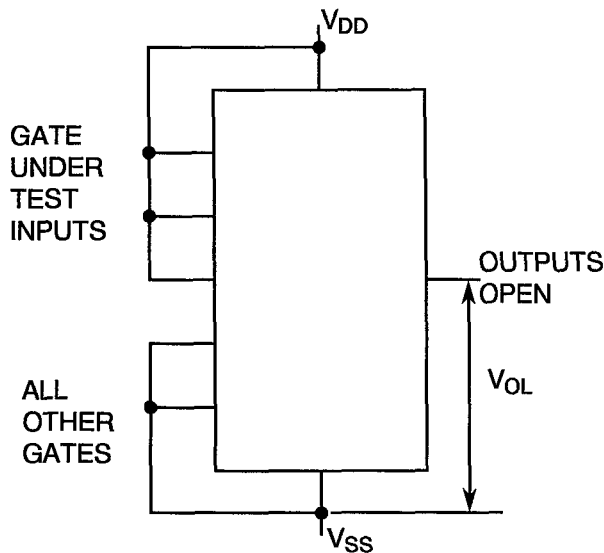 VDD
GATE
UNDER
TEST
INPUTS
OUTPUTS
OPEN
VOL
ALL
OTHER
GATES
VSS